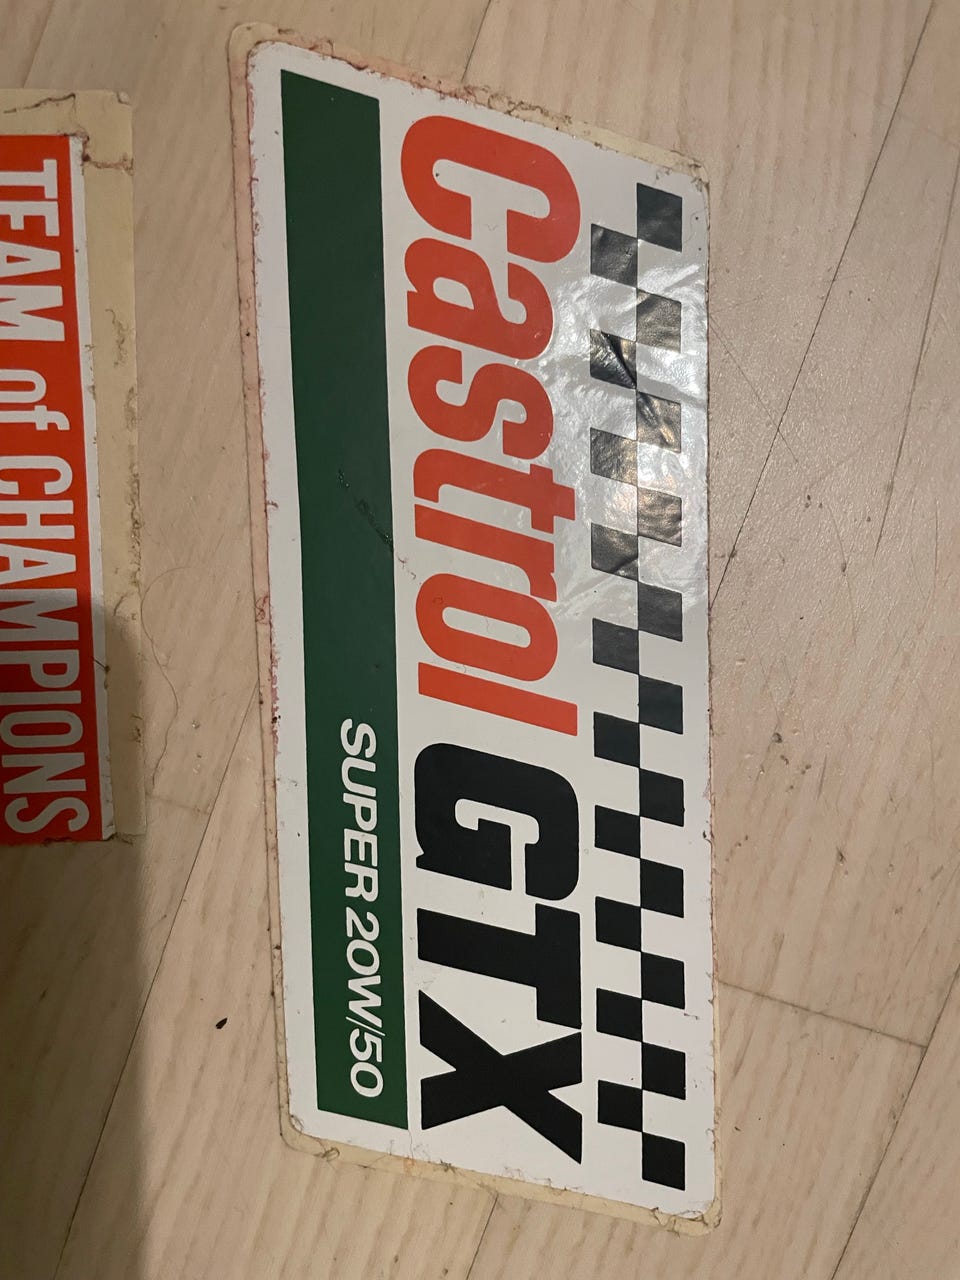 Castrol GTX
SUPER 20W/50
TEAM of CHAMPIONS